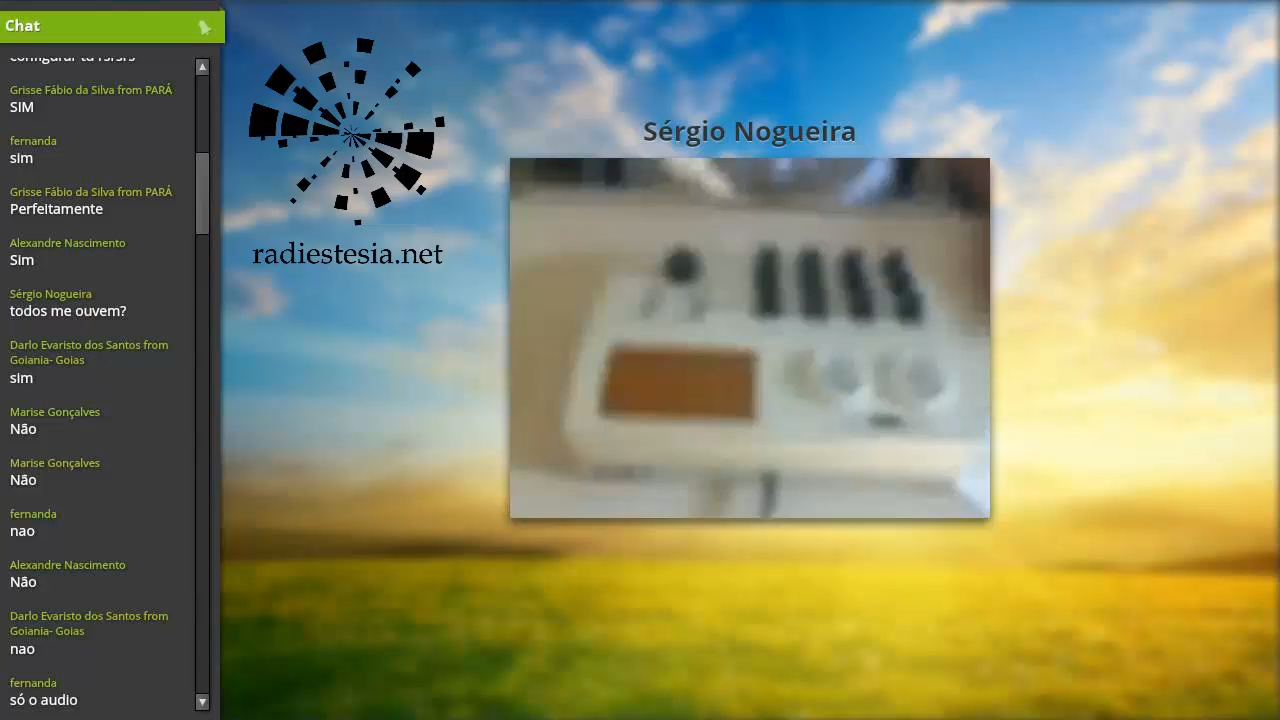 Chat
Grisse Fábio da Silva from PARÁ
SIM
fernanda
sim
Grisse Fábio da Silva from PARÁ
Perfeitamente
Alexandre Nascimento
Sim
Sérgio Nogueira
todos me ouvem?
Darlo Evaristo dos Santos from
Goiania- Goias
sim
Marise Gonçalves
Não
Marise Gonçalves
Não
fernanda
nao
Alexandre Nascimento
Não
Darlo Evaristo dos Santos from
Goiania- Goias
nao
fernanda
só o audio
radiestesia.net
Sérgio Nogueira